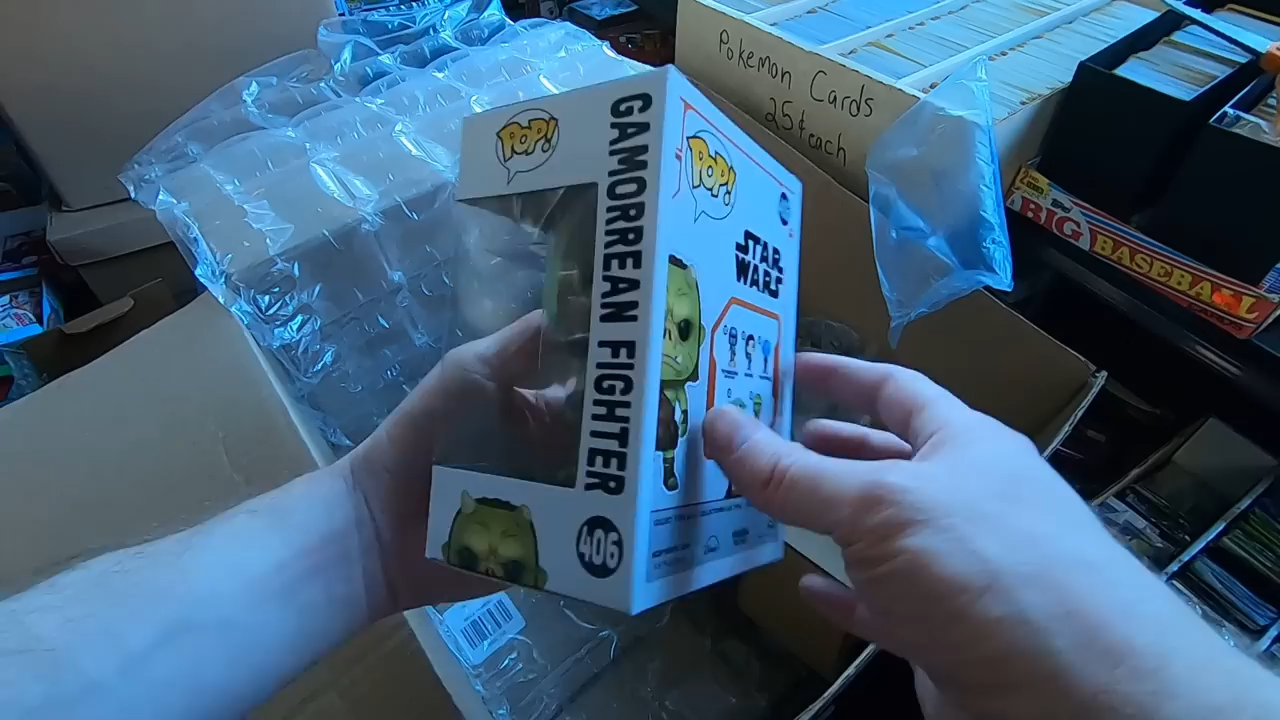 POP!
GAMORREAN FIGHTER
406
POP!
STAR
WARS
Pokemon Cards
25¢ each
BIG BASEBALL